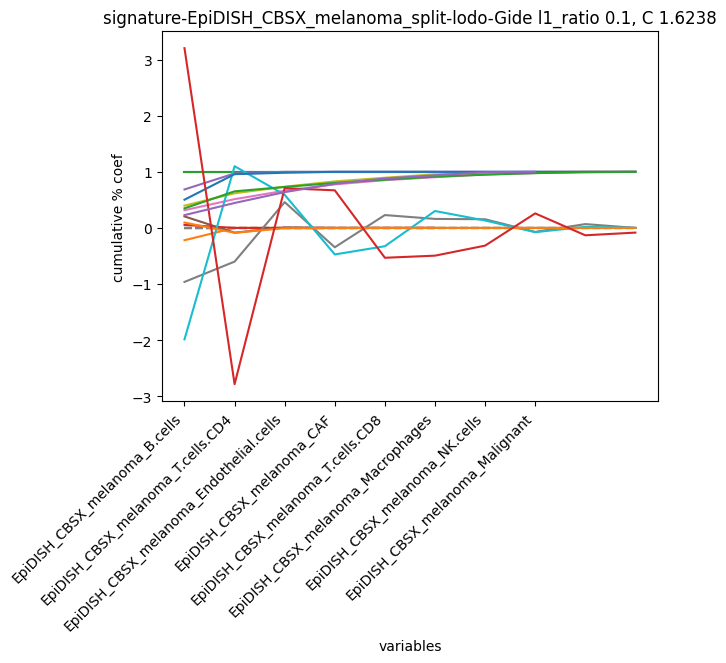 signature-EpiDISH_CBSX_melanoma_split-lodo-Gide l1_ratio 0.1, C 1.6238
cumulative % coef
3
2
1
0
−1
−2
−3
EpiDISH_CBSX_melanoma_B.cells
EpiDISH_CBSX_melanoma_T.cells.CD4
EpiDISH_CBSX_melanoma_Endothelial.cells
EpiDISH_CBSX_melanoma_CAF
EpiDISH_CBSX_melanoma_T.cells.CD8
EpiDISH_CBSX_melanoma_Macrophages
EpiDISH_CBSX_melanoma_NK.cells
EpiDISH_CBSX_melanoma_Malignant
variables